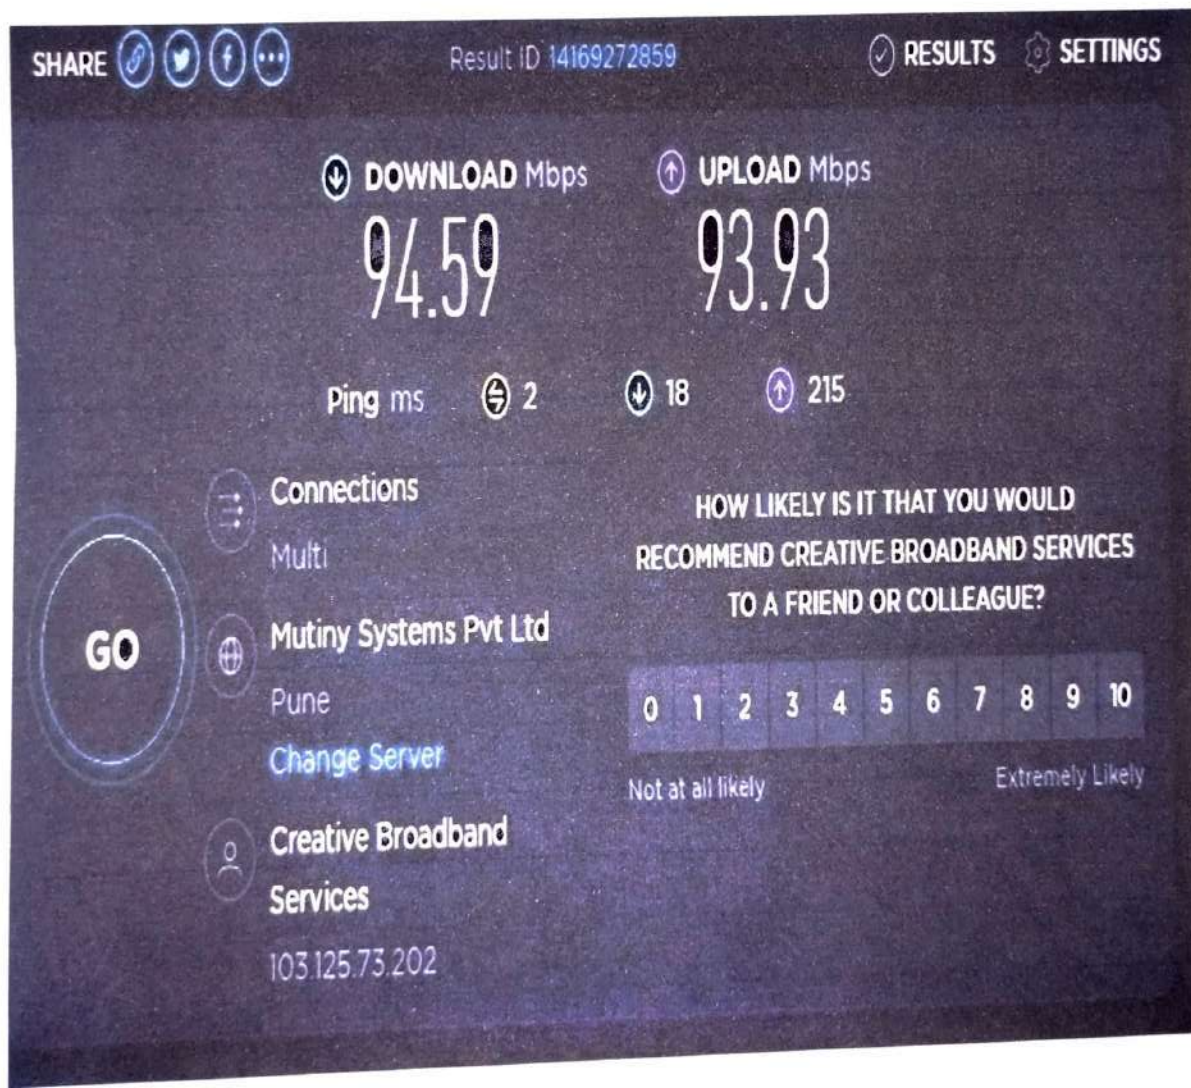 SHARE
Result ID 14169272859
RESULTS
SETTINGS
DOWNLOAD Mbps
94.59
UPLOAD Mbps
93.93
Ping ms 2 18 215
GO
Connections
Multi
Mutiny Systems Pvt Ltd
Pune
Change Server
Creative Broadband
Services
103.125.73.202
HOW LIKELY IS IT THAT YOU WOULD
RECOMMEND CREATIVE BROADBAND SERVICES
TO A FRIEND OR COLLEAGUE?
0 1 2 3 4 5 6 7 8 9 10
Not at all likely
Extremely Likely